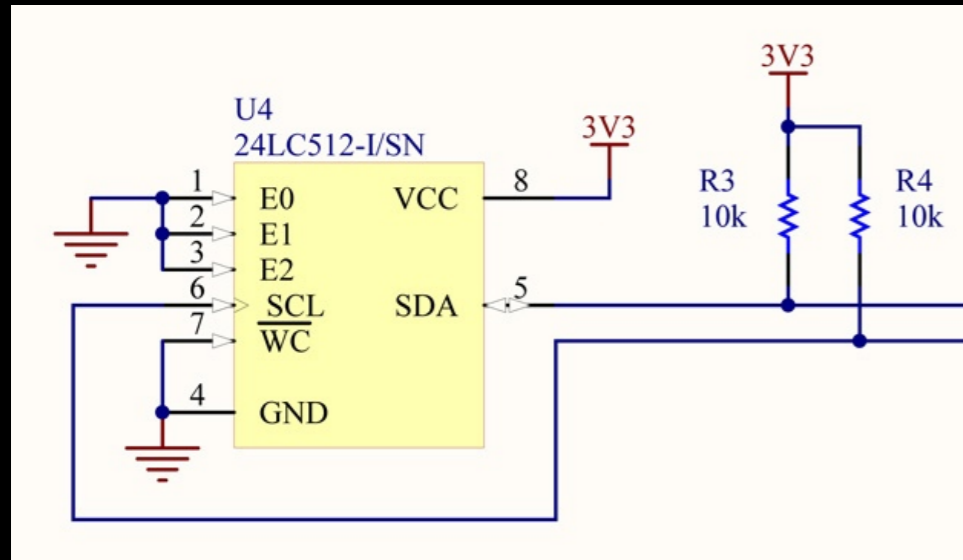 3V3
U4
24LC512-I/SN
3V3
1
E0
VCC
8
R3
10k
R4
10k
2
E1
3
E2
6
SCL
SDA
5
7
WC
4
GND